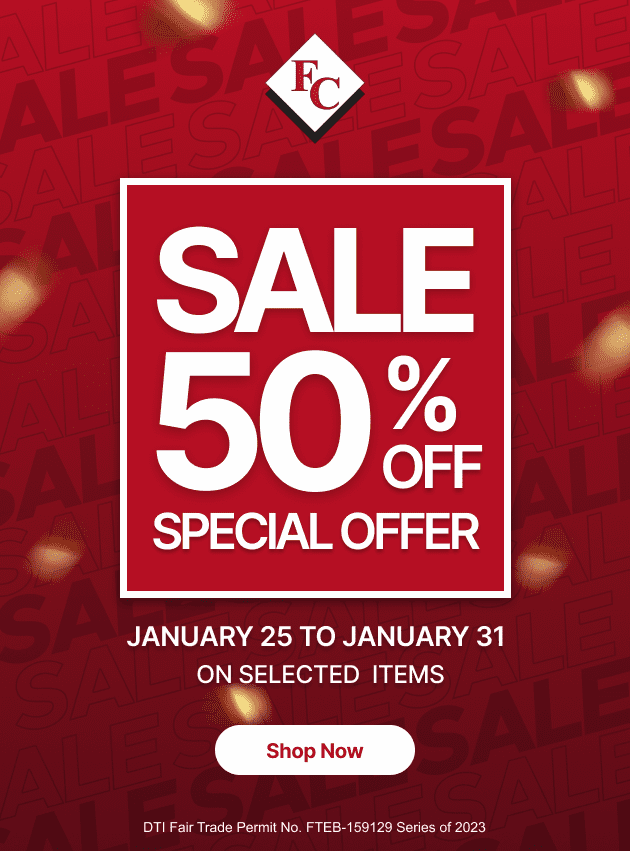 FC
SALE
50%
OFF
SPECIAL OFFER
JANUARY 25 TO JANUARY 31
ON SELECTED ITEMS
Shop Now
DTI Fair Trade Permit No. FTEB-159129 Series of 2023